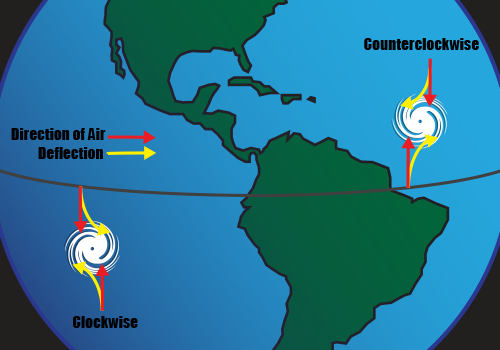 Counterclockwise
Direction of Air
Deflection
Clockwise